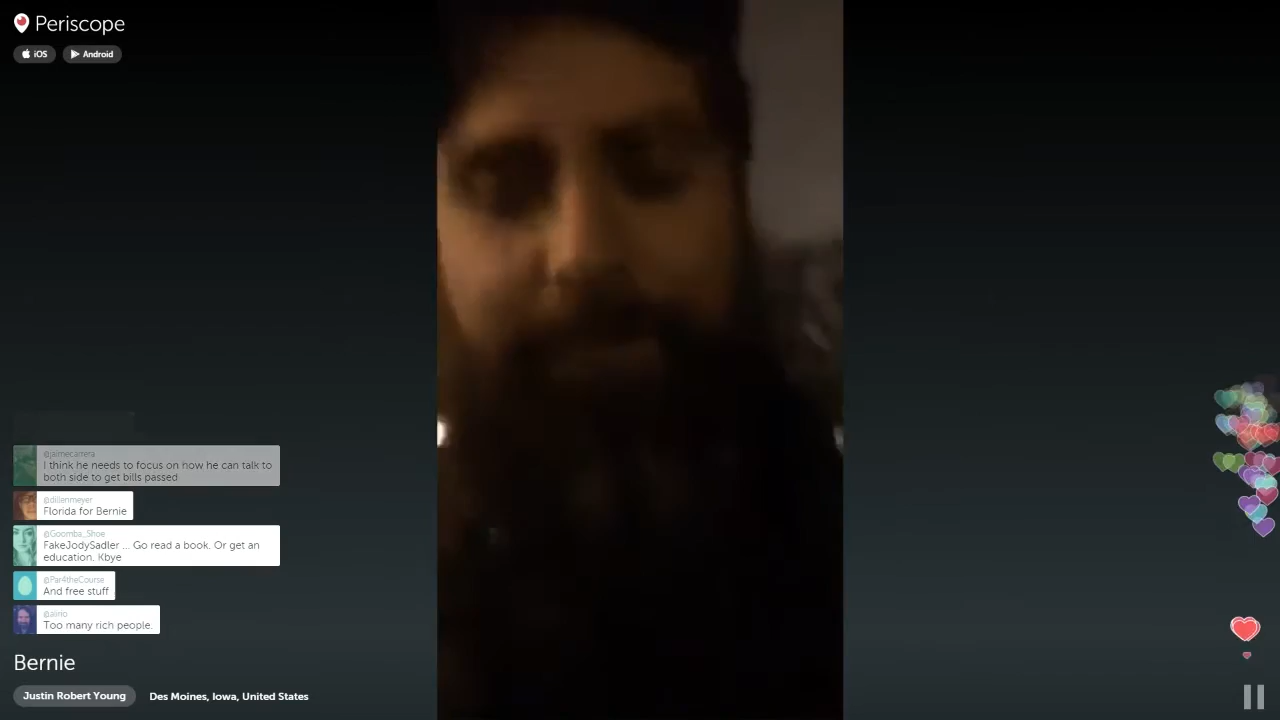 Periscope
iOS
Android
@jaimecarrera
I think he needs to focus on how he can talk to
both side to get bills passed
@dillenmeyer
Florida for Bernie
@Goomba_Shoe
FakeJodySadler ... Go read a book. Or get an
education. Kbye
@Par4theCourse
And free stuff
Too many rich people.
Bernie
Justin Robert Young
Des Moines, Iowa, United States